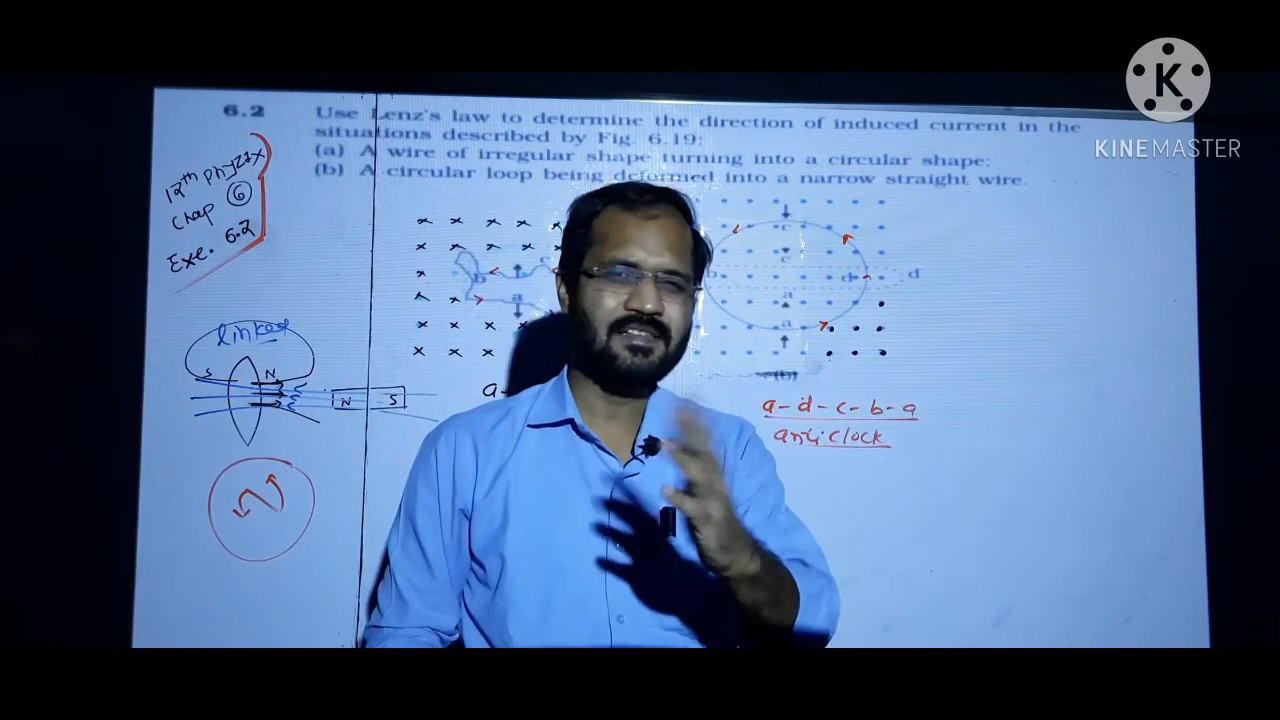 6.2 Use Lenz's law to determine the direction of induced current in the
situations described by Fig. 6.19:
(a) A wire of irregular shape turning into a circular shape;
(b) A circular loop being deformed into a narrow straight wire.
12th Phyzix
Chap 6
Exe. 6.2
K
KINEMASTER
b
c
a
c
c
b
d
d
a
a
(b)
linked
S N
N S
a-
a-d-c-b-a
anticlock